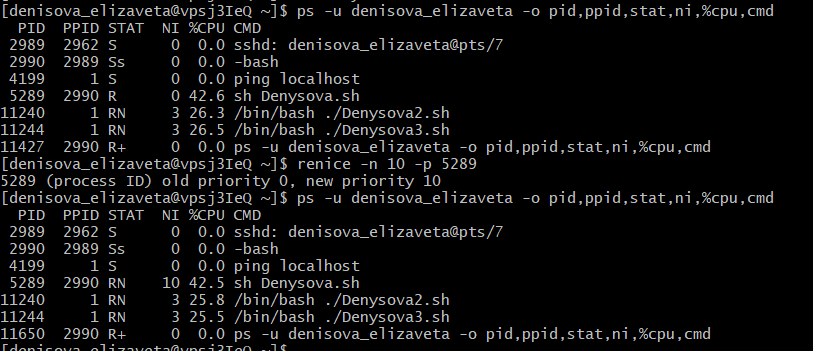 [denisova_elizaveta@vpsj3IeQ ~]$ ps -u denisova_elizaveta -o pid,ppid,stat,ni,%cpu,cmd
  PID  PPID STAT  NI %CPU CMD
 2989  2962 S      0  0.0 sshd: denisova_elizaveta@pts/7
 2990  2989 Ss     0  0.0 -bash
 4199     1 S      0  0.0 ping localhost
 5289  2990 R      0 42.6 sh Denysova.sh
11240     1 RN     3 26.3 /bin/bash ./Denysova2.sh
11244     1 RN     3 26.5 /bin/bash ./Denysova3.sh
11427  2990 R+     0  0.0 ps -u denisova_elizaveta -o pid,ppid,stat,ni,%cpu,cmd
[denisova_elizaveta@vpsj3IeQ ~]$ renice -n 10 -p 5289
5289 (process ID) old priority 0, new priority 10
[denisova_elizaveta@vpsj3IeQ ~]$ ps -u denisova_elizaveta -o pid,ppid,stat,ni,%cpu,cmd
  PID  PPID STAT  NI %CPU CMD
 2989  2962 S      0  0.0 sshd: denisova_elizaveta@pts/7
 2990  2989 Ss     0  0.0 -bash
 4199     1 S      0  0.0 ping localhost
 5289  2990 RN    10 42.5 sh Denysova.sh
11240     1 RN     3 25.8 /bin/bash ./Denysova2.sh
11244     1 RN     3 25.5 /bin/bash ./Denysova3.sh
11650  2990 R+     0  0.0 ps -u denisova_elizaveta -o pid,ppid,stat,ni,%cpu,cmd
[denisova_elizaveta@vpsj3IeQ ~]$